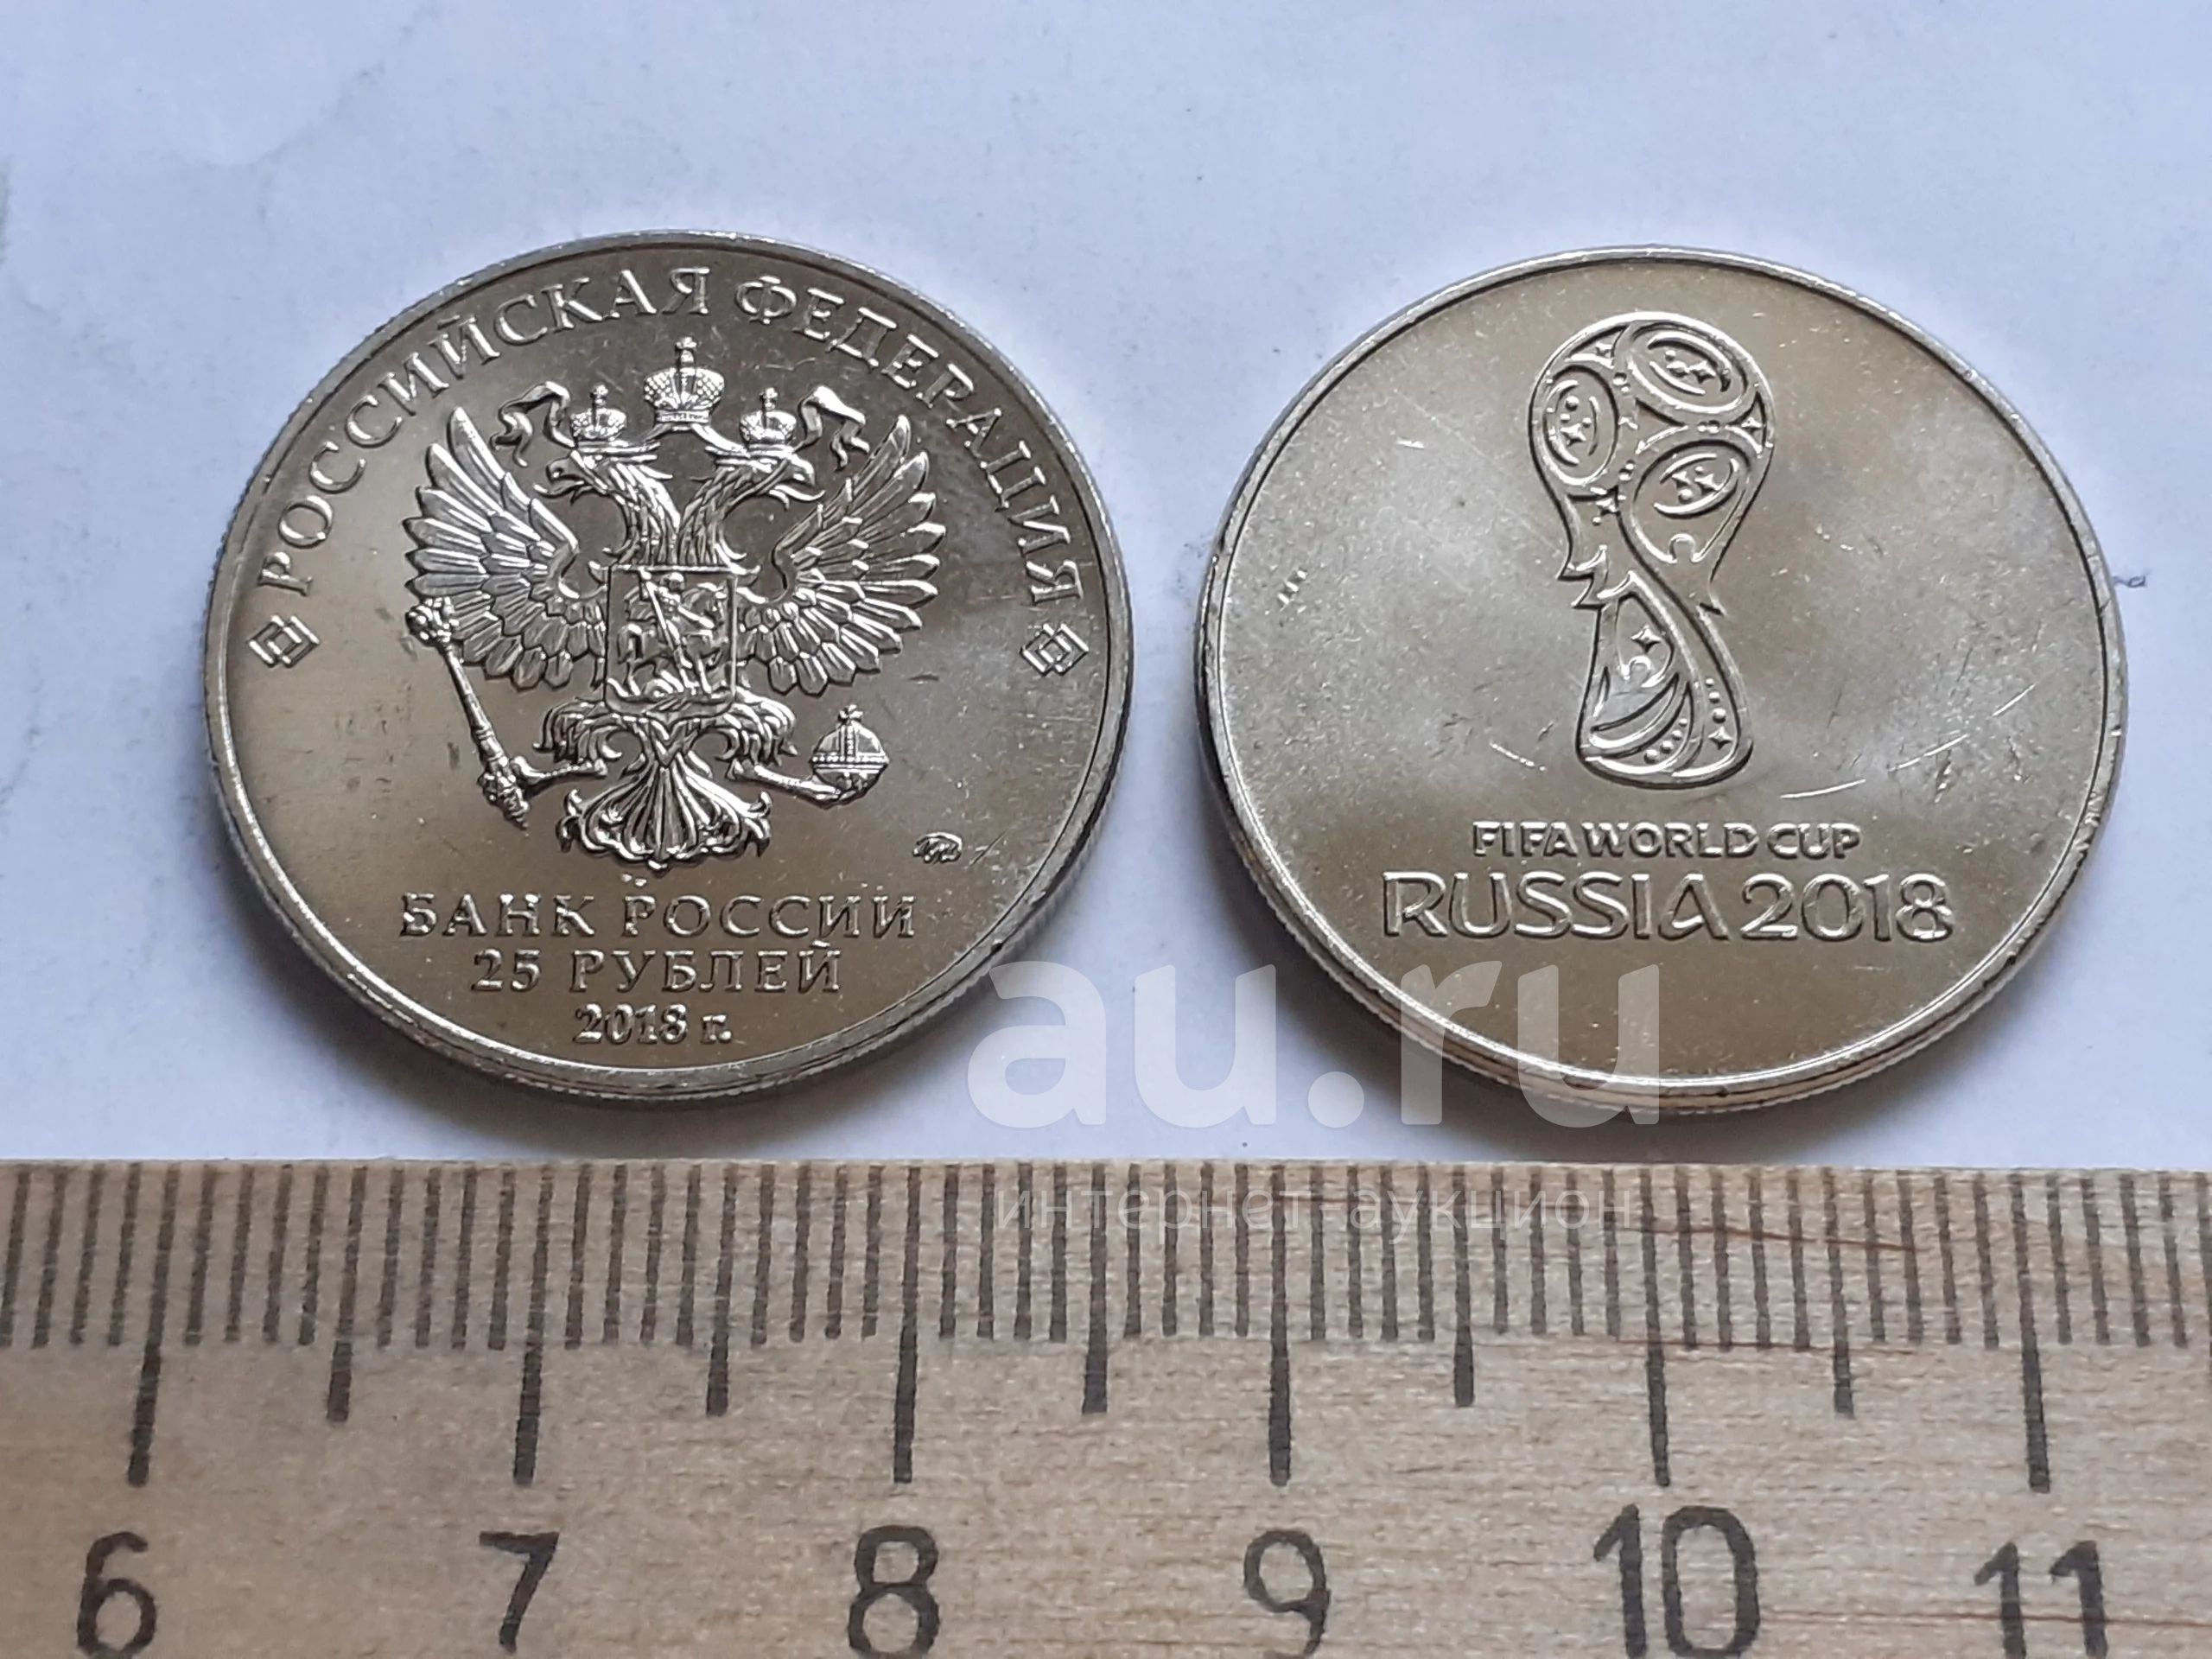 РОССИЙСКАЯ ФЕДЕРАЦИЯ
БАНК РОССИИ
25 РУБЛЕЙ
2018 г.
FIFA WORLD CUP
RUSSIA 2018
au.ru
интернет-аукцион
6 7 8 9 10 11